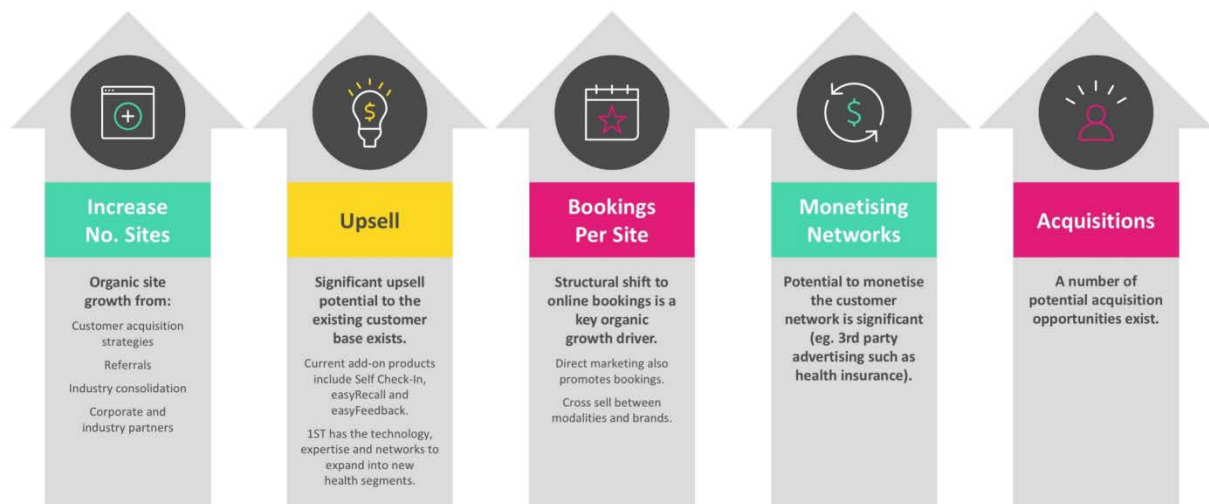 Increase
No. Sites
Organic site
growth from:
Customer acquisition
strategies
Referrals
Industry consolidation
Corporate and
industry partners
$
Upsell
Significant upsell
potential to the
existing customer
base exists.
Current add-on products
include Self Check-In,
easyRecall and
easyFeedback.
1ST has the technology,
expertise and networks to
expand into new
health segments.
Bookings
Per Site
Structural shift to
online bookings is a
key organic
growth driver.
Direct marketing also
promotes bookings.
Cross sell between
modalities and brands.
$
Monetising
Networks
Potential to monetise
the customer
network is significant
(eg. 3rd party
advertising such as
health insurance).
Acquisitions
A number of
potential acquisition
opportunities exist.